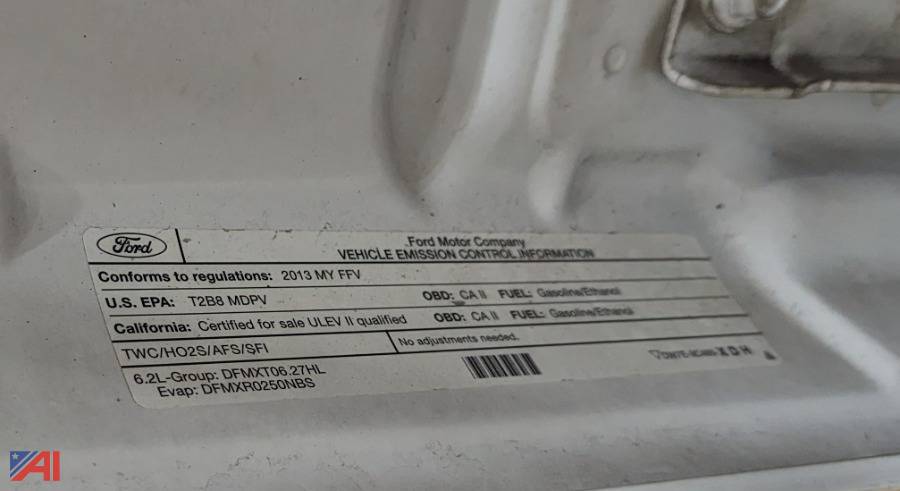 Ford
Ford Motor Company
VEHICLE EMISSION CONTROL INFORMATION
Conforms to regulations: 2013 MY FFV
U.S. EPA: T2B8 MDPV OBD: CA II FUEL: Gasoline/Ethanol
California: Certified for sale ULEV II qualified OBD: CA II FUEL: Gasoline/Ethanol
TWC/HO2S/AFS/SFI No adjustments needed.
6.2L-Group: DFMXT06.27HL
Evap: DFMXR0250NBS
X D H
AI